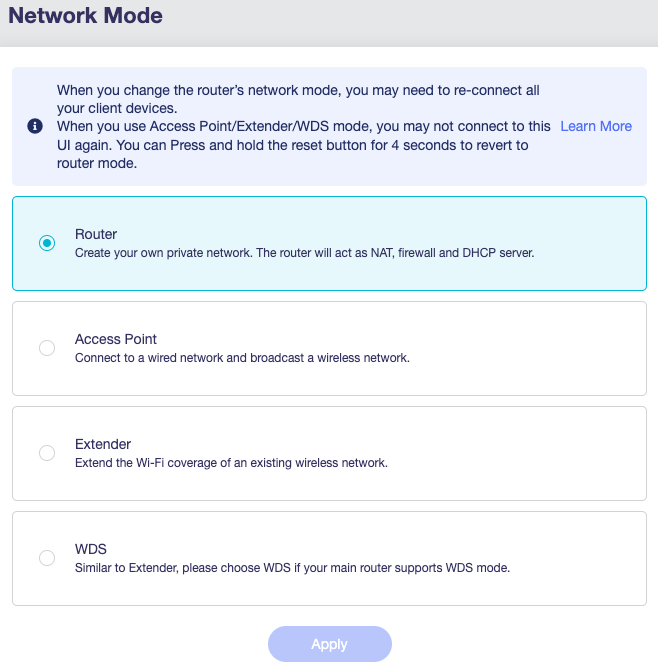 Network Mode
When you change the router's network mode, you may need to re-connect all
your client devices.
When you use Access Point/Extender/WDS mode, you may not connect to this
UI again. You can Press and hold the reset button for 4 seconds to revert to
router mode.
Learn More
Router
Create your own private network. The router will act as NAT, firewall and DHCP server.
Access Point
Connect to a wired network and broadcast a wireless network.
Extender
Extend the Wi-Fi coverage of an existing wireless network.
WDS
Similar to Extender, please choose WDS if your main router supports WDS mode.
Apply